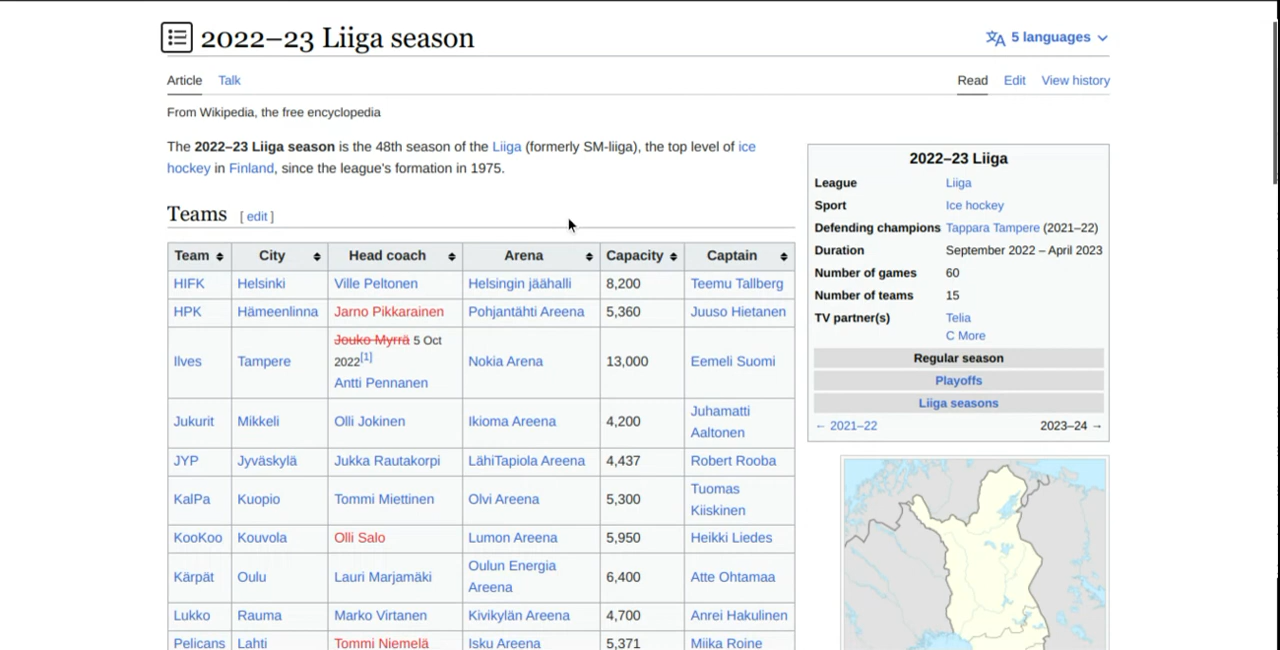 2022–23 Liiga season
5 languages
Article Talk
Read Edit View history
From Wikipedia, the free encyclopedia
The 2022–23 Liiga season is the 48th season of the Liiga (formerly SM-liiga), the top level of ice
hockey in Finland, since the league's formation in 1975.
Teams [ edit ]
Team City Head coach Arena Capacity Captain
HIFK Helsinki Ville Peltonen Helsingin jäähalli 8,200 Teemu Tallberg
HPK Hämeenlinna Jarno Pikkarainen Pohjantähti Areena 5,360 Juuso Hietanen
Ilves Tampere Jouko Myrrä 5 Oct
2022[1]
Antti Pennanen Nokia Arena 13,000 Eemeli Suomi
Jukurit Mikkeli Olli Jokinen Ikioma Areena 4,200 Juhamatti
Aaltonen
JYP Jyväskylä Jukka Rautakorpi LähiTapiola Areena 4,437 Robert Rooba
KalPa Kuopio Tommi Miettinen Olvi Areena 5,300 Tuomas
Kiiskinen
KooKoo Kouvola Olli Salo Lumon Areena 5,950 Heikki Liedes
Kärpät Oulu Lauri Marjamäki Oulun Energia
Areena 6,400 Atte Ohtamaa
Lukko Rauma Marko Virtanen Kivikylän Areena 4,700 Anrei Hakulinen
Pelicans Lahti Tommi Niemelä Isku Areena 5,371 Miika Roine
2022–23 Liiga
League Liiga
Sport Ice hockey
Defending champions Tappara Tampere (2021–22)
Duration September 2022 – April 2023
Number of games 60
Number of teams 15
TV partner(s) Telia
C More
Regular season
Playoffs
Liiga seasons
← 2021–22 2023–24 →